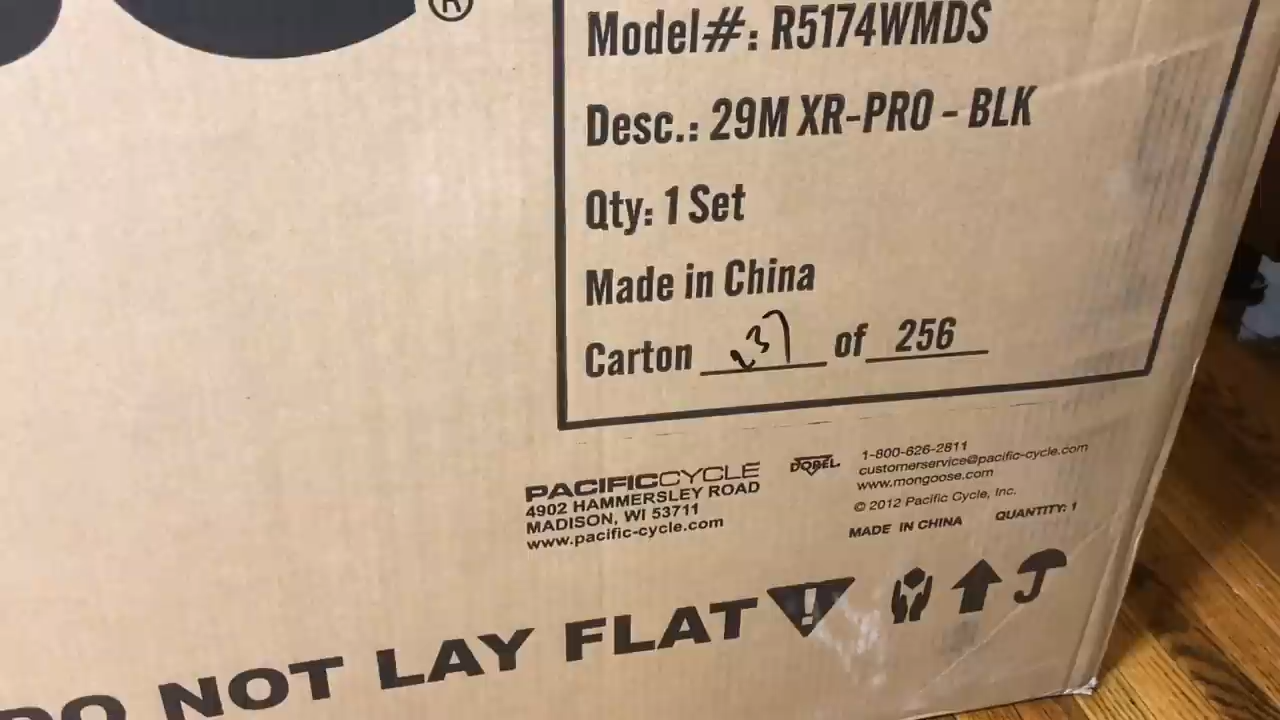 ®
Model#: R5174WMDS
Desc.: 29M XR-PRO - BLK
Qty: 1 Set
Made in China
Carton 237 of 256
PACIFICCYCLE
4902 HAMMERSLEY ROAD
MADISON, WI 53711
www.pacific-cycle.com
DOREL
1-800-626-2811
customerservice@pacific-cycle.com
www.mongoose.com
© 2012 Pacific Cycle, Inc.
MADE IN CHINA QUANTITY: 1
DO NOT LAY FLAT